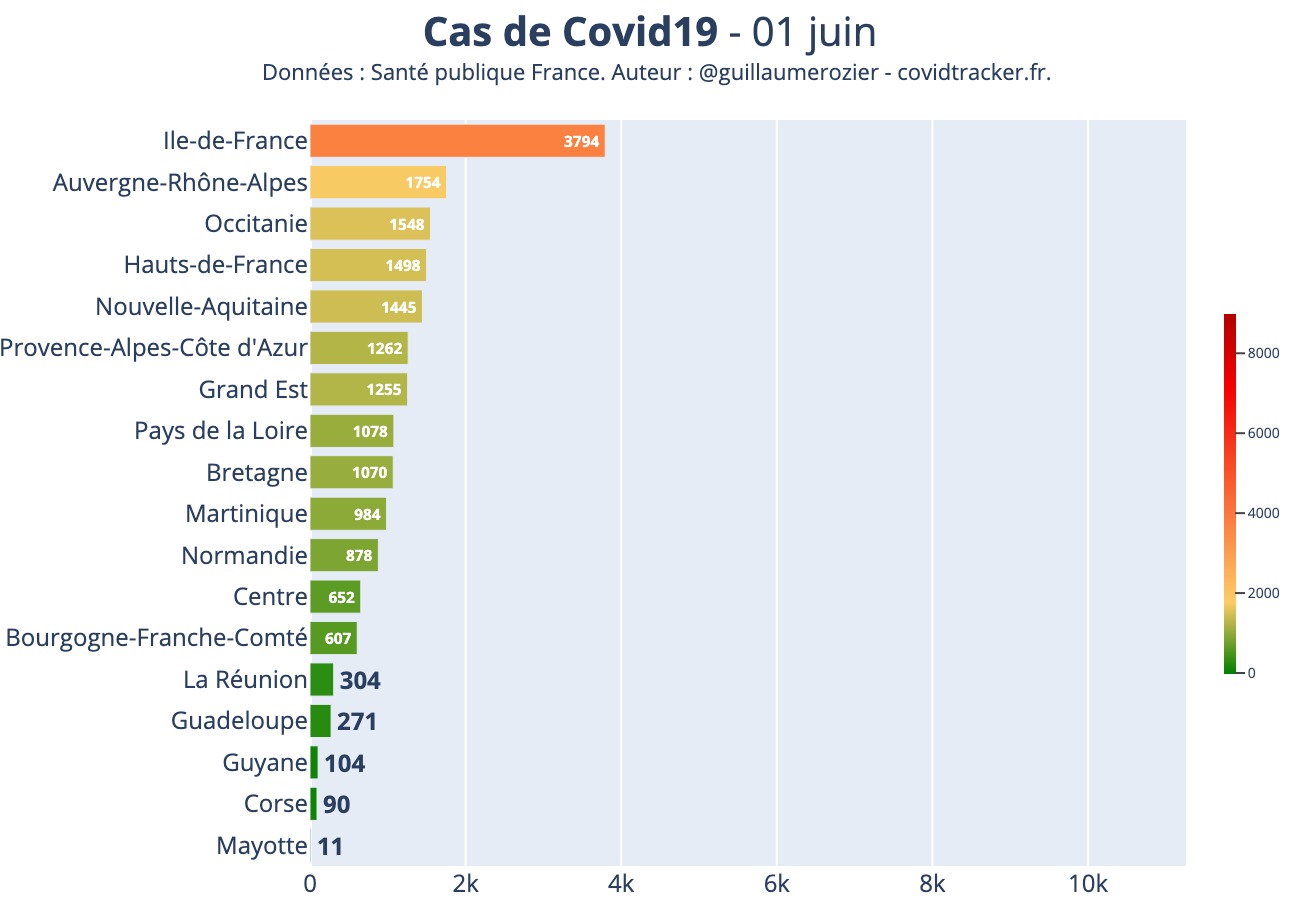 Cas de Covid19 - 01 juin
Données : Santé publique France. Auteur : @guillaumerozier - covidtracker.fr.
Ile-de-France 3794
Auvergne-Rhône-Alpes 1754
Occitanie 1548
Hauts-de-France 1498
Nouvelle-Aquitaine 1445
Provence-Alpes-Côte d'Azur 1262
Grand Est 1255
Pays de la Loire 1078
Bretagne 1070
Martinique 984
Normandie 878
Centre 652
Bourgogne-Franche-Comté 607
La Réunion 304
Guadeloupe 271
Guyane 104
Corse 90
Mayotte 11
0 2k 4k 6k 8k 10k
8000
6000
4000
2000
0